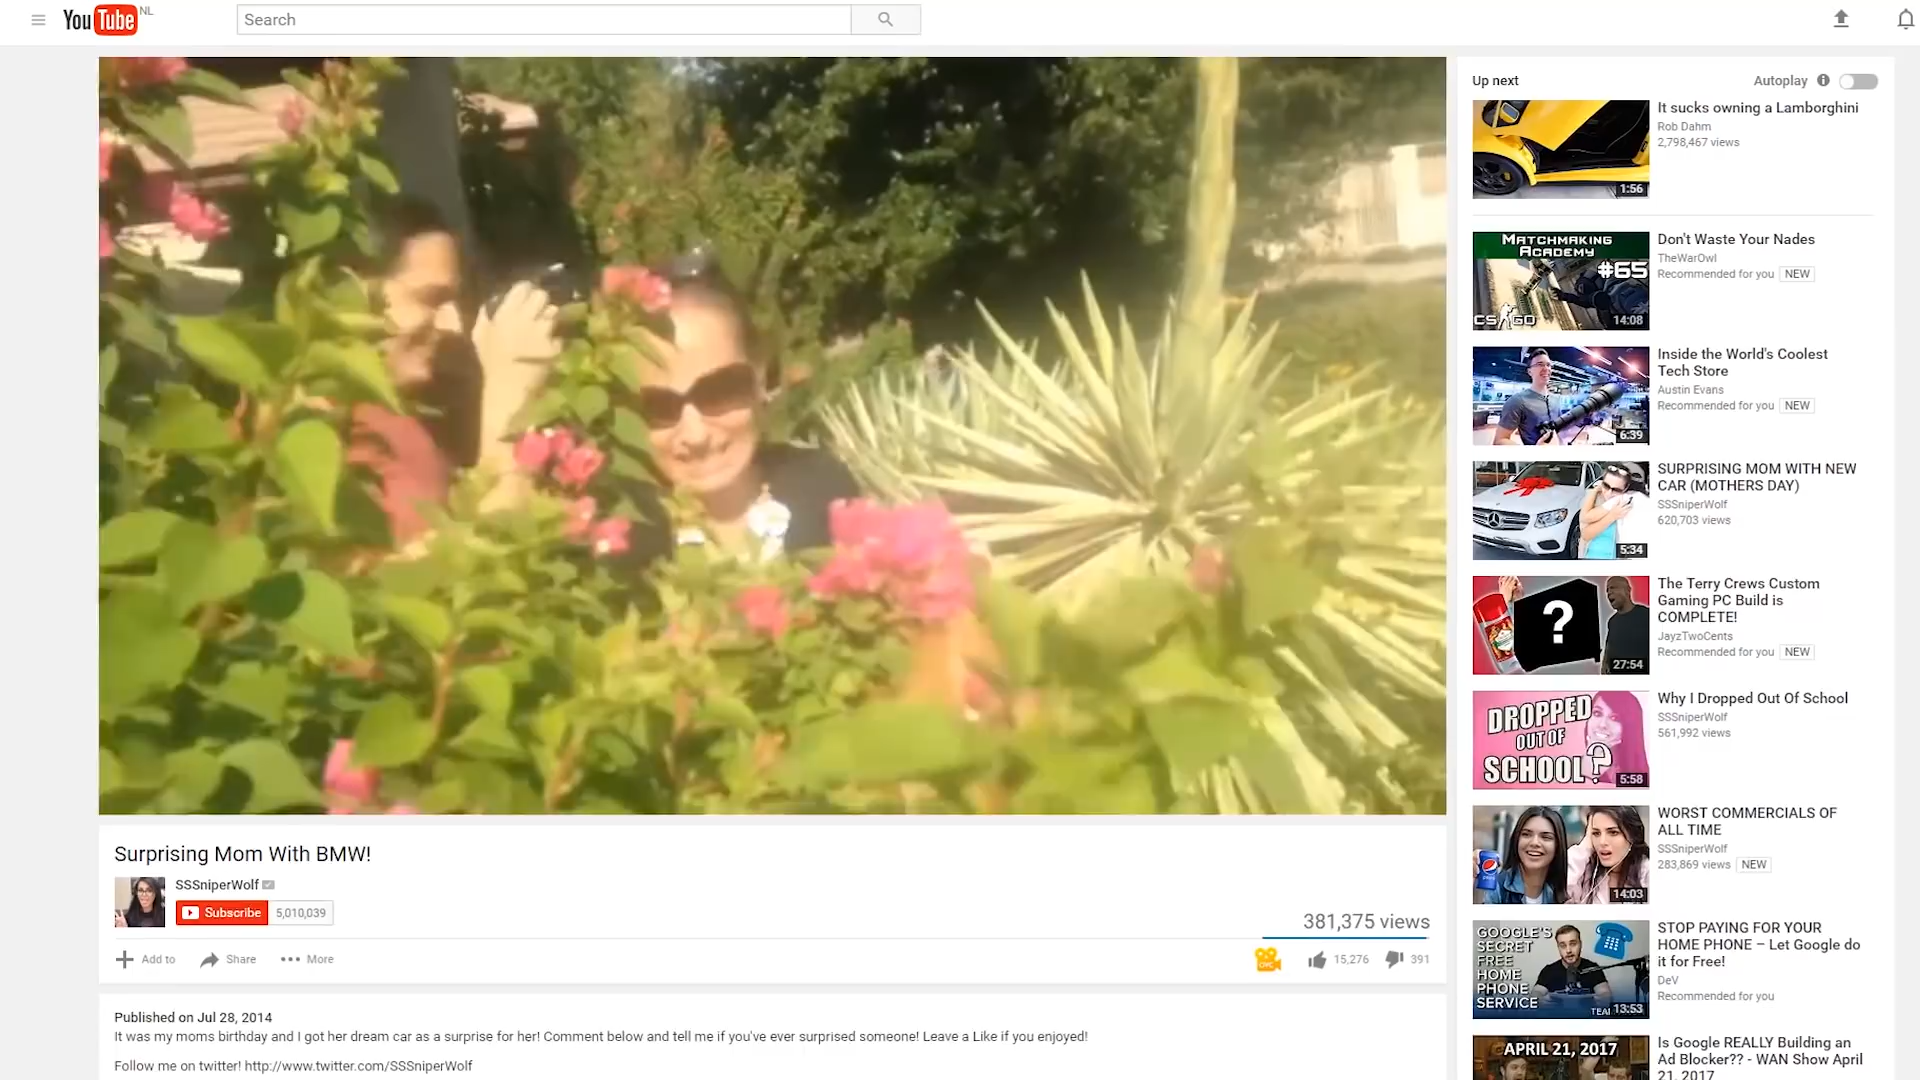 YouTube NL
Search
Up next
Autoplay
It sucks owning a Lamborghini
Rob Dahm
2,798,467 views
1:56
MATCHMAKING
ACADEMY
#65
CS GO
14:08
Don't Waste Your Nades
TheWarOwl
Recommended for you NEW
6:39
Inside the World's Coolest
Tech Store
Austin Evans
Recommended for you NEW
5:34
SURPRISING MOM WITH NEW
CAR (MOTHERS DAY)
SSSniperWolf
620,703 views
?
27:54
The Terry Crews Custom
Gaming PC Build is
COMPLETE!
JayzTwoCents
Recommended for you NEW
DROPPED
OUT OF
SCHOOL?
5:58
Why I Dropped Out Of School
SSSniperWolf
561,992 views
14:03
WORST COMMERCIALS OF
ALL TIME
SSSniperWolf
283,869 views NEW
GOOGLE'S
SECRET
FREE
HOME
PHONE
SERVICE
13:53
STOP PAYING FOR YOUR
HOME PHONE – Let Google do
it for Free!
DeV
Recommended for you
APRIL 21, 2017
Is Google REALLY Building an
Ad Blocker?? - WAN Show April
21, 2017
Surprising Mom With BMW!
SSSniperWolf
Subscribe 5,010,039
381,375 views
Add to Share More
15,276 391
Published on Jul 28, 2014
It was my moms birthday and I got her dream car as a surprise for her! Comment below and tell me if you've ever surprised someone! Leave a Like if you enjoyed!
Follow me on twitter! http://www.twitter.com/SSSniperWolf